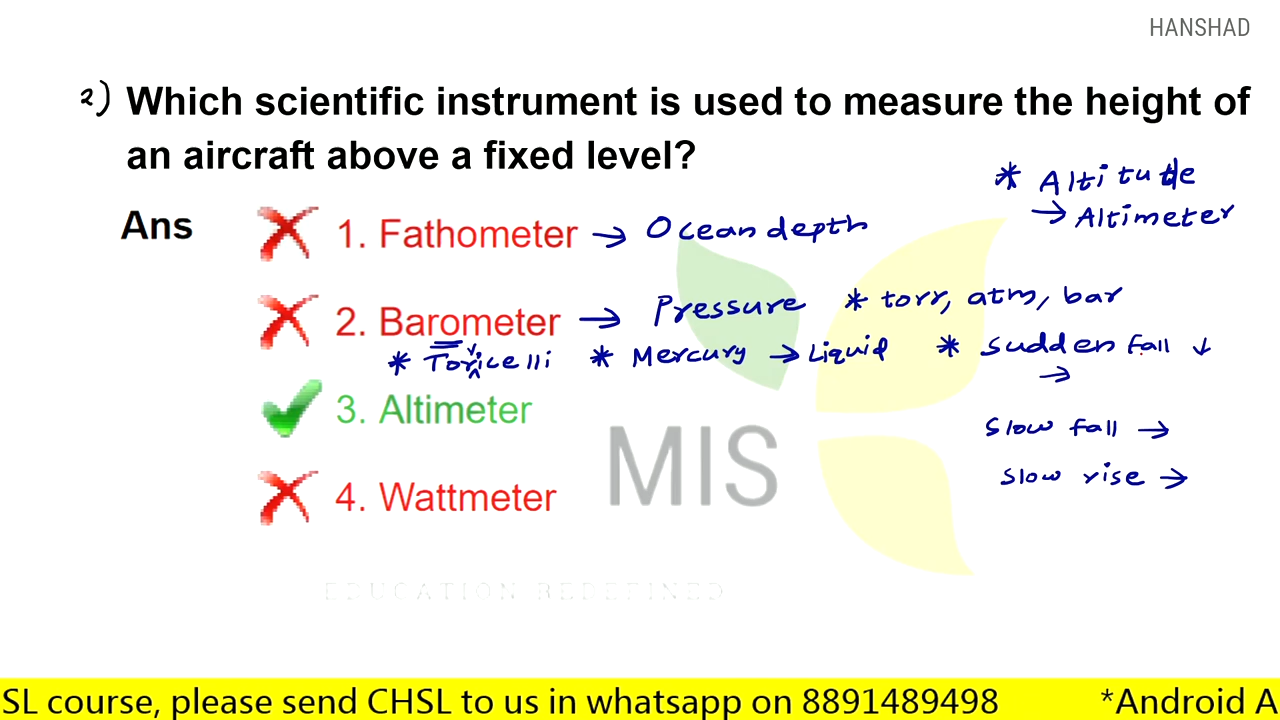 HANSHAD
2) Which scientific instrument is used to measure the height of
an aircraft above a fixed level?
* Altitude
→ Altimeter
Ans
1. Fathometer → Ocean depth
2. Barometer → Pressure * torr, atm, bar
* Torricelli * Mercury → Liquid * Sudden fall ↓
→
3. Altimeter
Slow fall →
Slow rise →
4. Wattmeter
MIS
EDUCATION REDEFINED
SL course, please send CHSL to us in whatsapp on 8891489498 *Android A